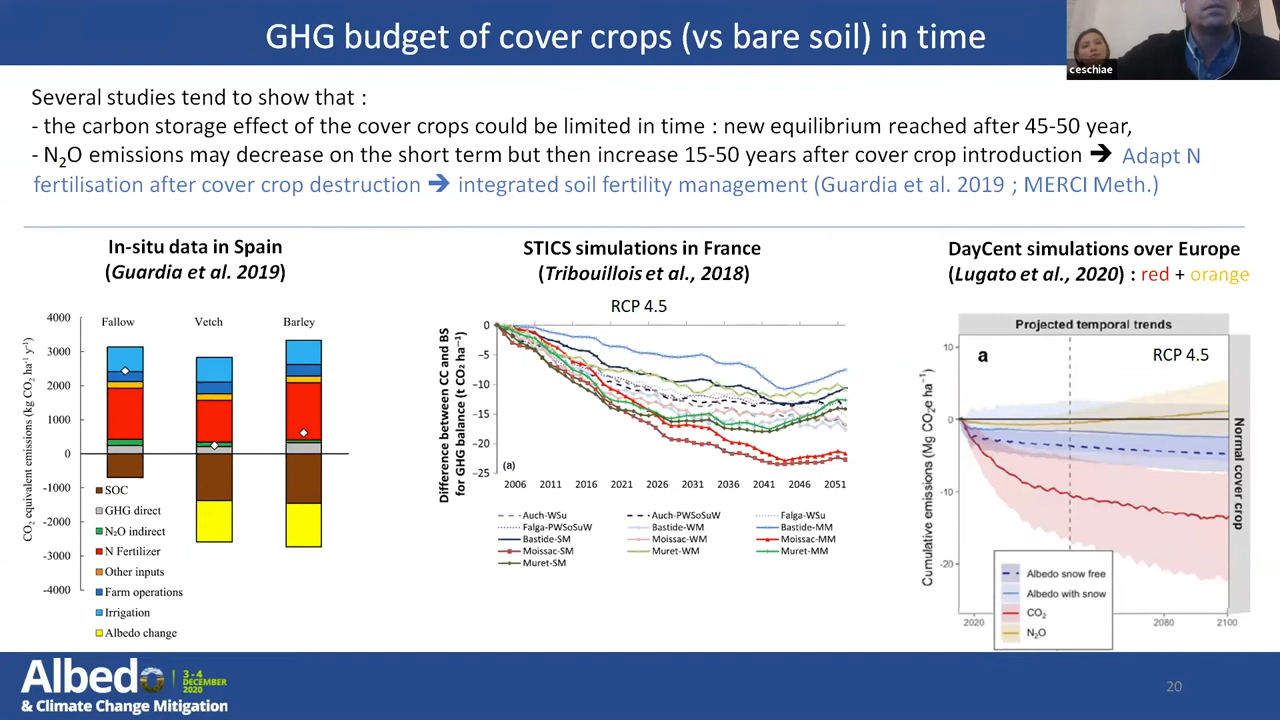 GHG budget of cover crops (vs bare soil) in time
ceschiae
Several studies tend to show that :
- the carbon storage effect of the cover crops could be limited in time : new equilibrium reached after 45-50 year,
- N₂O emissions may decrease on the short term but then increase 15-50 years after cover crop introduction 🡺 Adapt N
fertilisation after cover crop destruction 🡺 integrated soil fertility management (Guardia et al. 2019 ; MERCI Meth.)
In-situ data in Spain
(Guardia et al. 2019)
CO₂ equivalent emissions (kg CO₂ ha⁻¹ y⁻¹)
4000
3000
2000
1000
0
-1000
-2000
-3000
-4000
Fallow
Vetch
Barley
SOC
GHG direct
N₂O indirect
N Fertilizer
Other inputs
Farm operations
Irrigation
Albedo change
STICS simulations in France
(Tribouillois et al., 2018)
RCP 4.5
Difference between CC and BS
for GHG balance (t CO₂ ha⁻¹)
0
-5
-10
-15
-20
-25
(a)
2006 2011 2016 2021 2026 2031 2036 2041 2046 2051
Auch-WSu
Auch-PWSoSuW
Falga-WSu
Falga-PWSoSuW
Bastide-WM
Bastide-MM
Bastide-SM
Moissac-WM
Moissac-MM
Moissac-SM
Muret-WM
Muret-MM
Muret-SM
DayCent simulations over Europe
(Lugato et al., 2020) : red + orange
Projected temporal trends
a
RCP 4.5
Cumulative emissions (Mg CO₂e ha⁻¹)
10
0
-10
-20
Normal cover crop
Albedo snow free
Albedo with snow
CO₂
N₂O
2020
2080
2100
Albedo
3-4
DECEMBER
2020
& Climate Change Mitigation
20